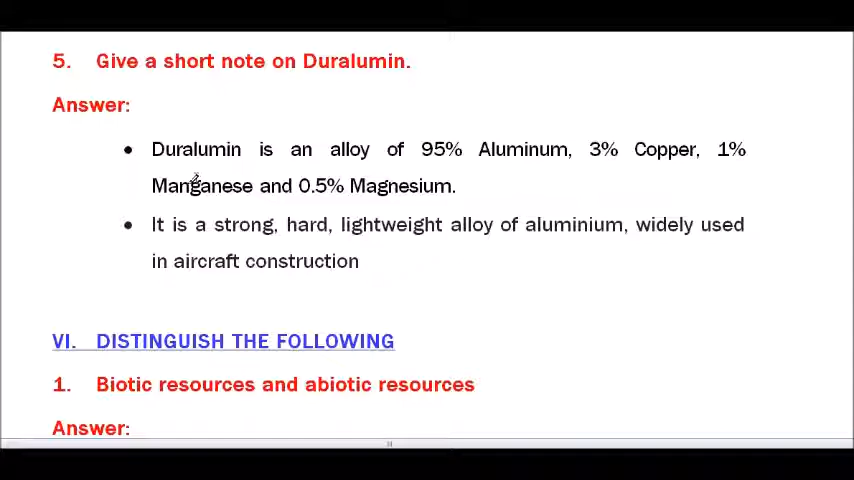 5. Give a short note on Duralumin.
Answer:
• Duralumin is an alloy of 95% Aluminum, 3% Copper, 1%
Manganese and 0.5% Magnesium.
• It is a strong, hard, lightweight alloy of aluminium, widely used
in aircraft construction
VI. DISTINGUISH THE FOLLOWING
1. Biotic resources and abiotic resources
Answer: